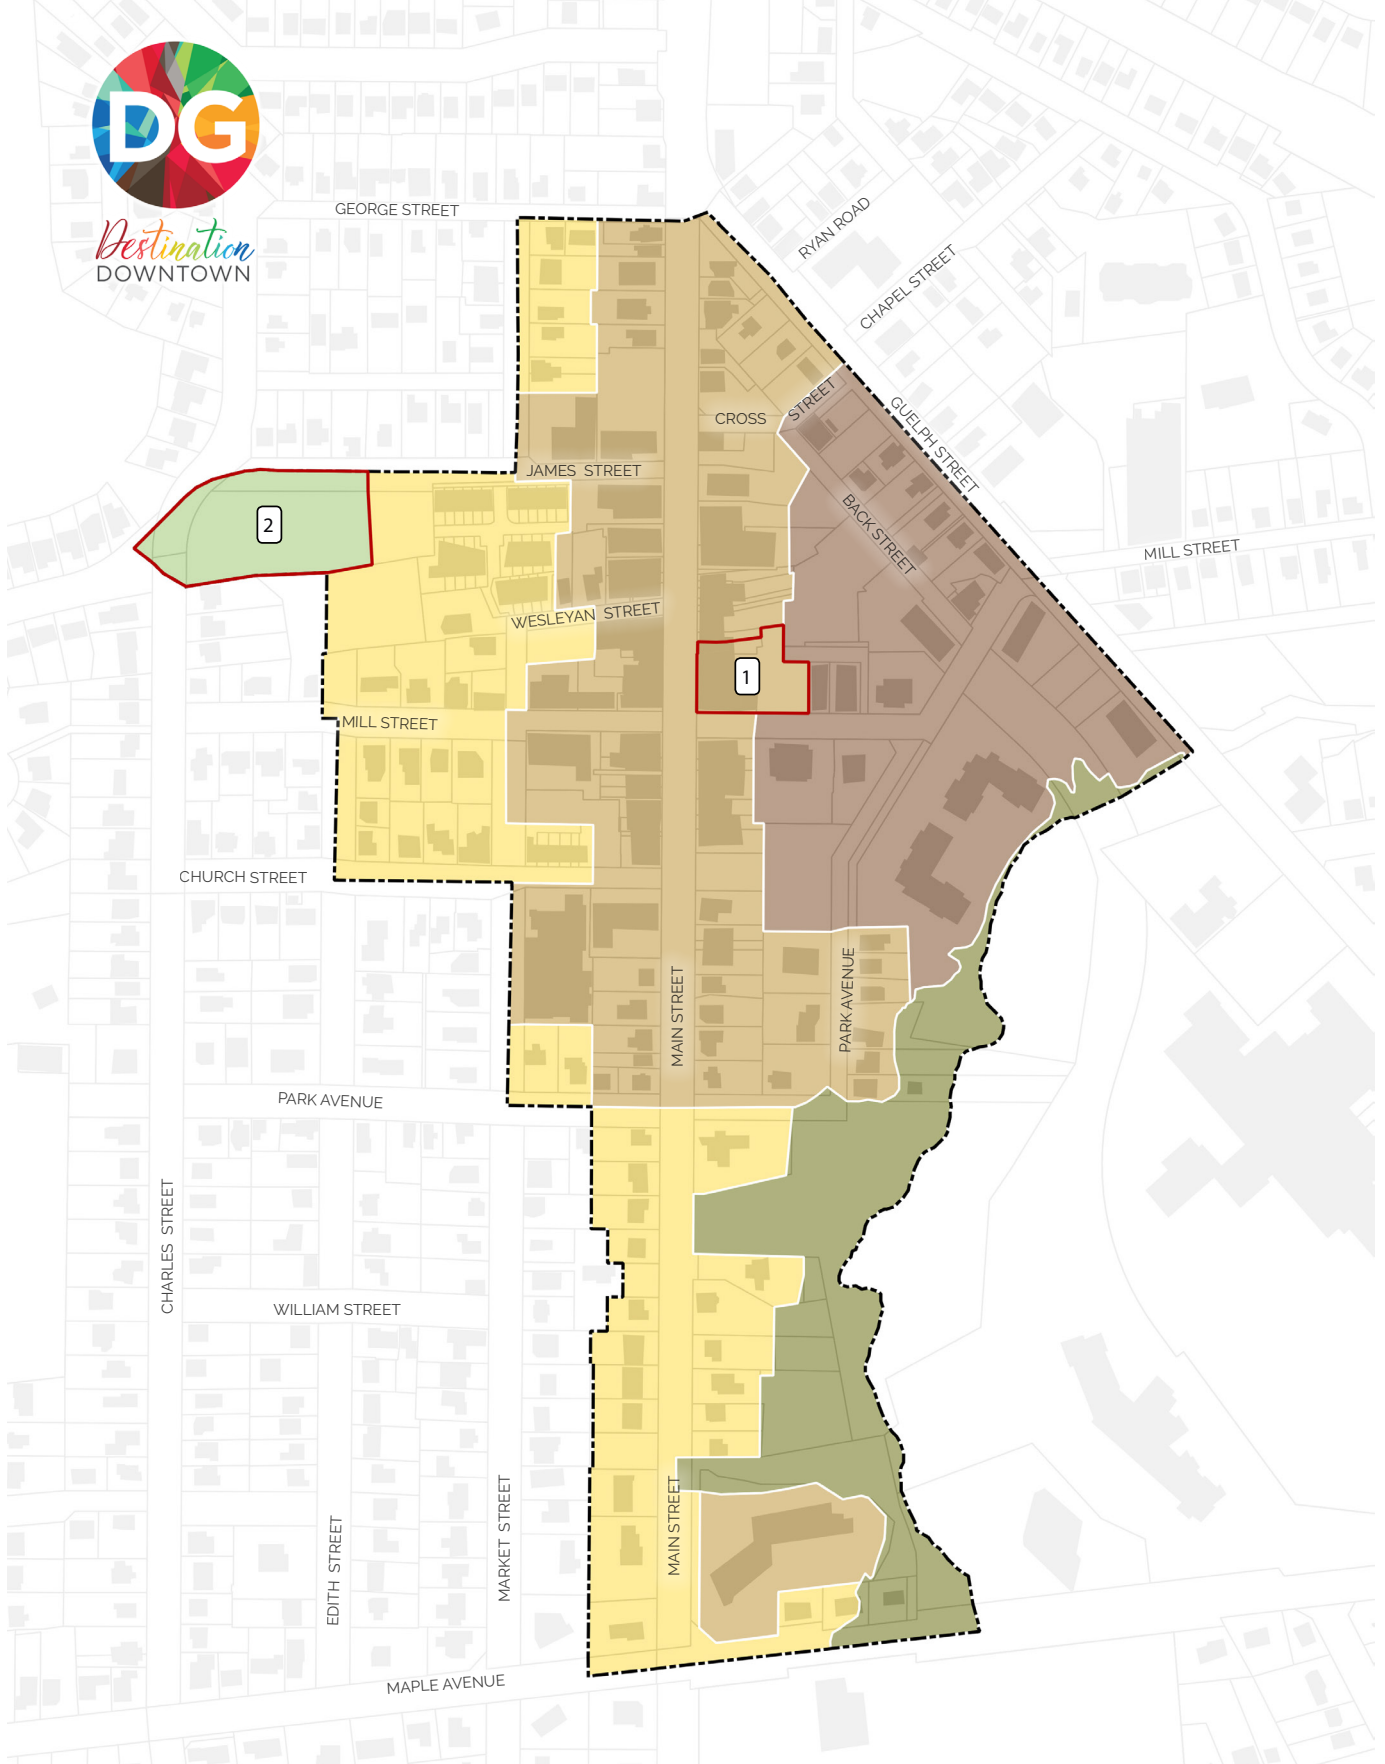 DG
Destination
DOWNTOWN
GEORGE STREET
RYAN ROAD
CHAPEL STREET
GUELPH STREET
CROSS STREET
JAMES STREET
BACK STREET
2
MILL STREET
WESLEYAN STREET
1
MILL STREET
CHURCH STREET
MAIN STREET
PARK AVENUE
PARK AVENUE
CHARLES STREET
WILLIAM STREET
MAIN STREET
MARKET STREET
EDITH STREET
MAPLE AVENUE